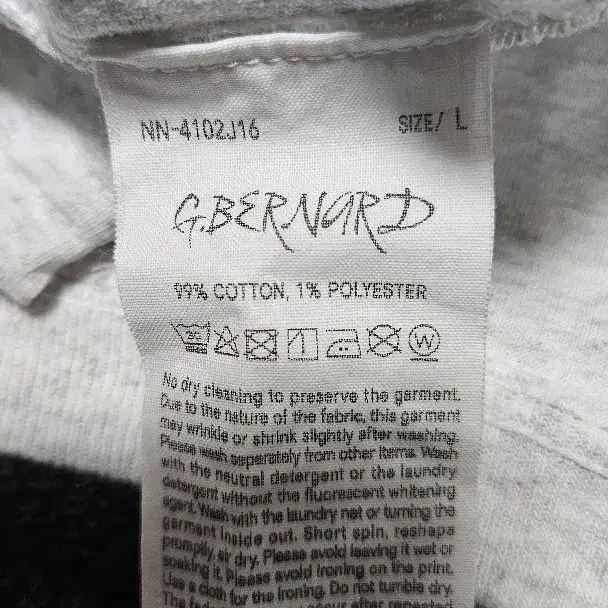 NN-4102J16 SIZE/ L
G.BERNARD
99% COTTON, 1% POLYESTER
W
No dry cleaning to preserve the garment.
Due to the nature of the fabric, this garment
may wrinkle or shrink slightly after washing.
Please wash separately from other items. Wash
with the neutral detergent or the laundry
detergent without the fluorescent whitening
agent. Wash with the laundry net or turning the
garment inside out. Short spin, reshape
promptly, air dry. Please avoid leaving it wet or
soaking it. Please avoid ironing on the print.
Use a cloth for the ironing. Do not tumble dry.